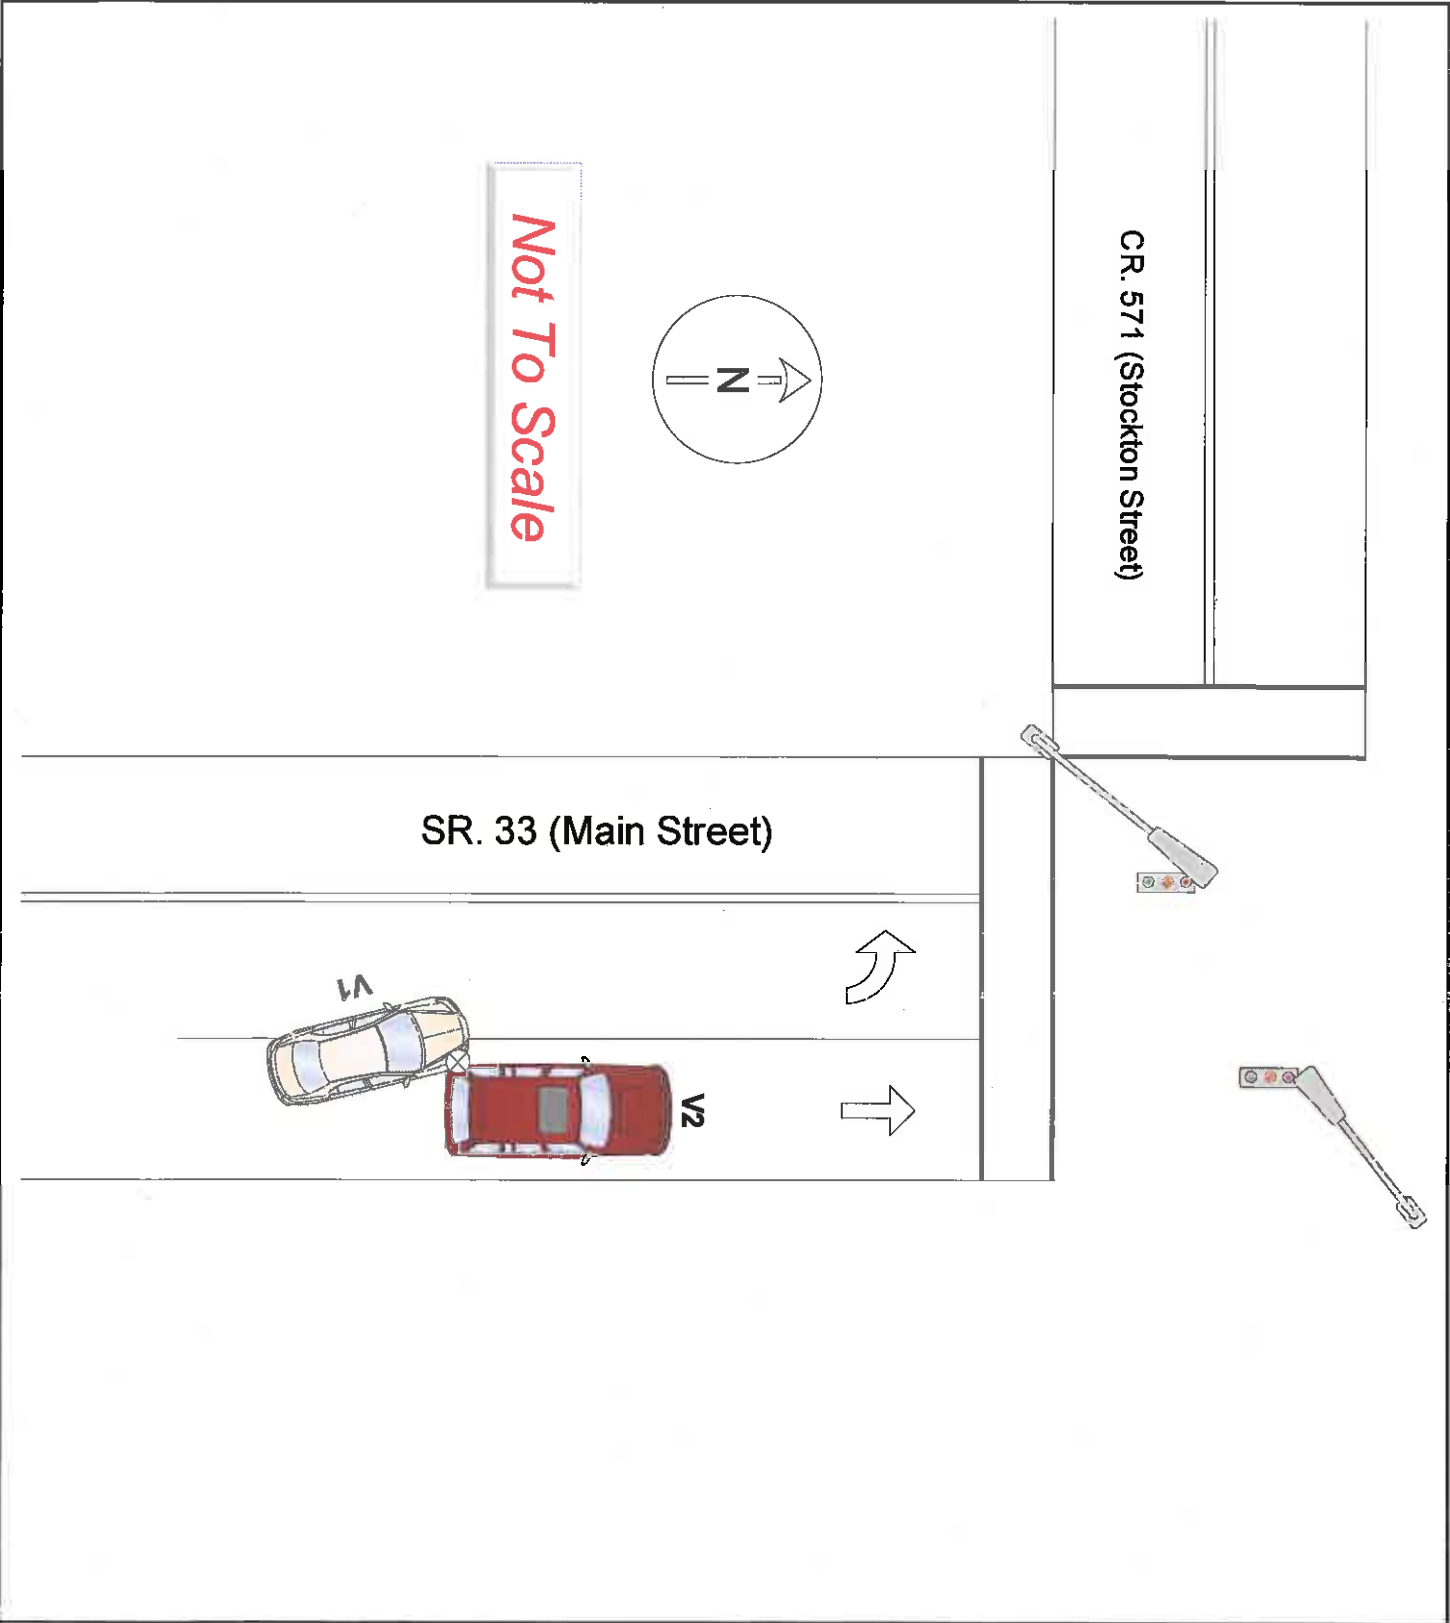 CR. 571 (Stockton Street)
Not To Scale
N
SR. 33 (Main Street)
V1
V2